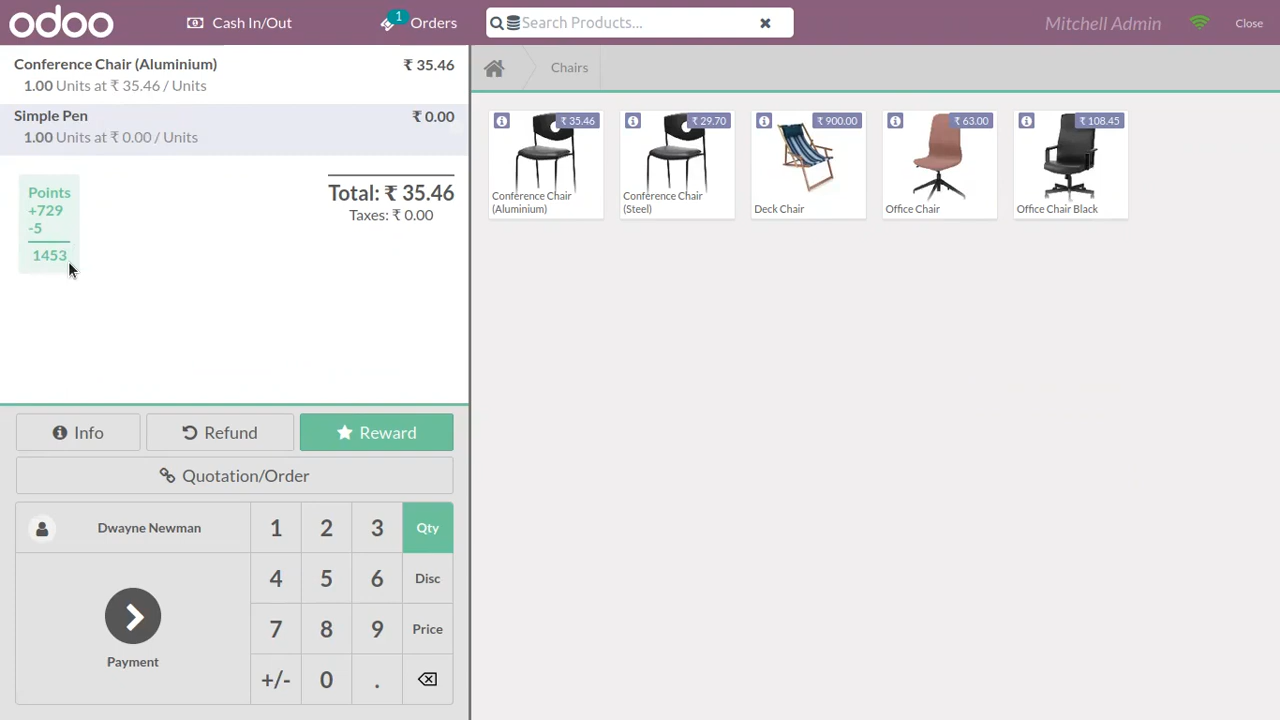 odoo
Cash In/Out
1
Orders
Search Products...
Mitchell Admin
Close
Conference Chair (Aluminium) ₹ 35.46
1.00 Units at ₹ 35.46 / Units
Simple Pen ₹ 0.00
1.00 Units at ₹ 0.00 / Units
Points
+729
-5
1453
Total: ₹ 35.46
Taxes: ₹ 0.00
Info
Refund
Reward
Quotation/Order
Dwayne Newman
Payment
1 2 3 Qty
4 5 6 Disc
7 8 9 Price
+/- 0 .
Chairs
₹ 35.46
Conference Chair
(Aluminium)
₹ 29.70
Conference Chair
(Steel)
₹ 900.00
Deck Chair
₹ 63.00
Office Chair
₹ 108.45
Office Chair Black